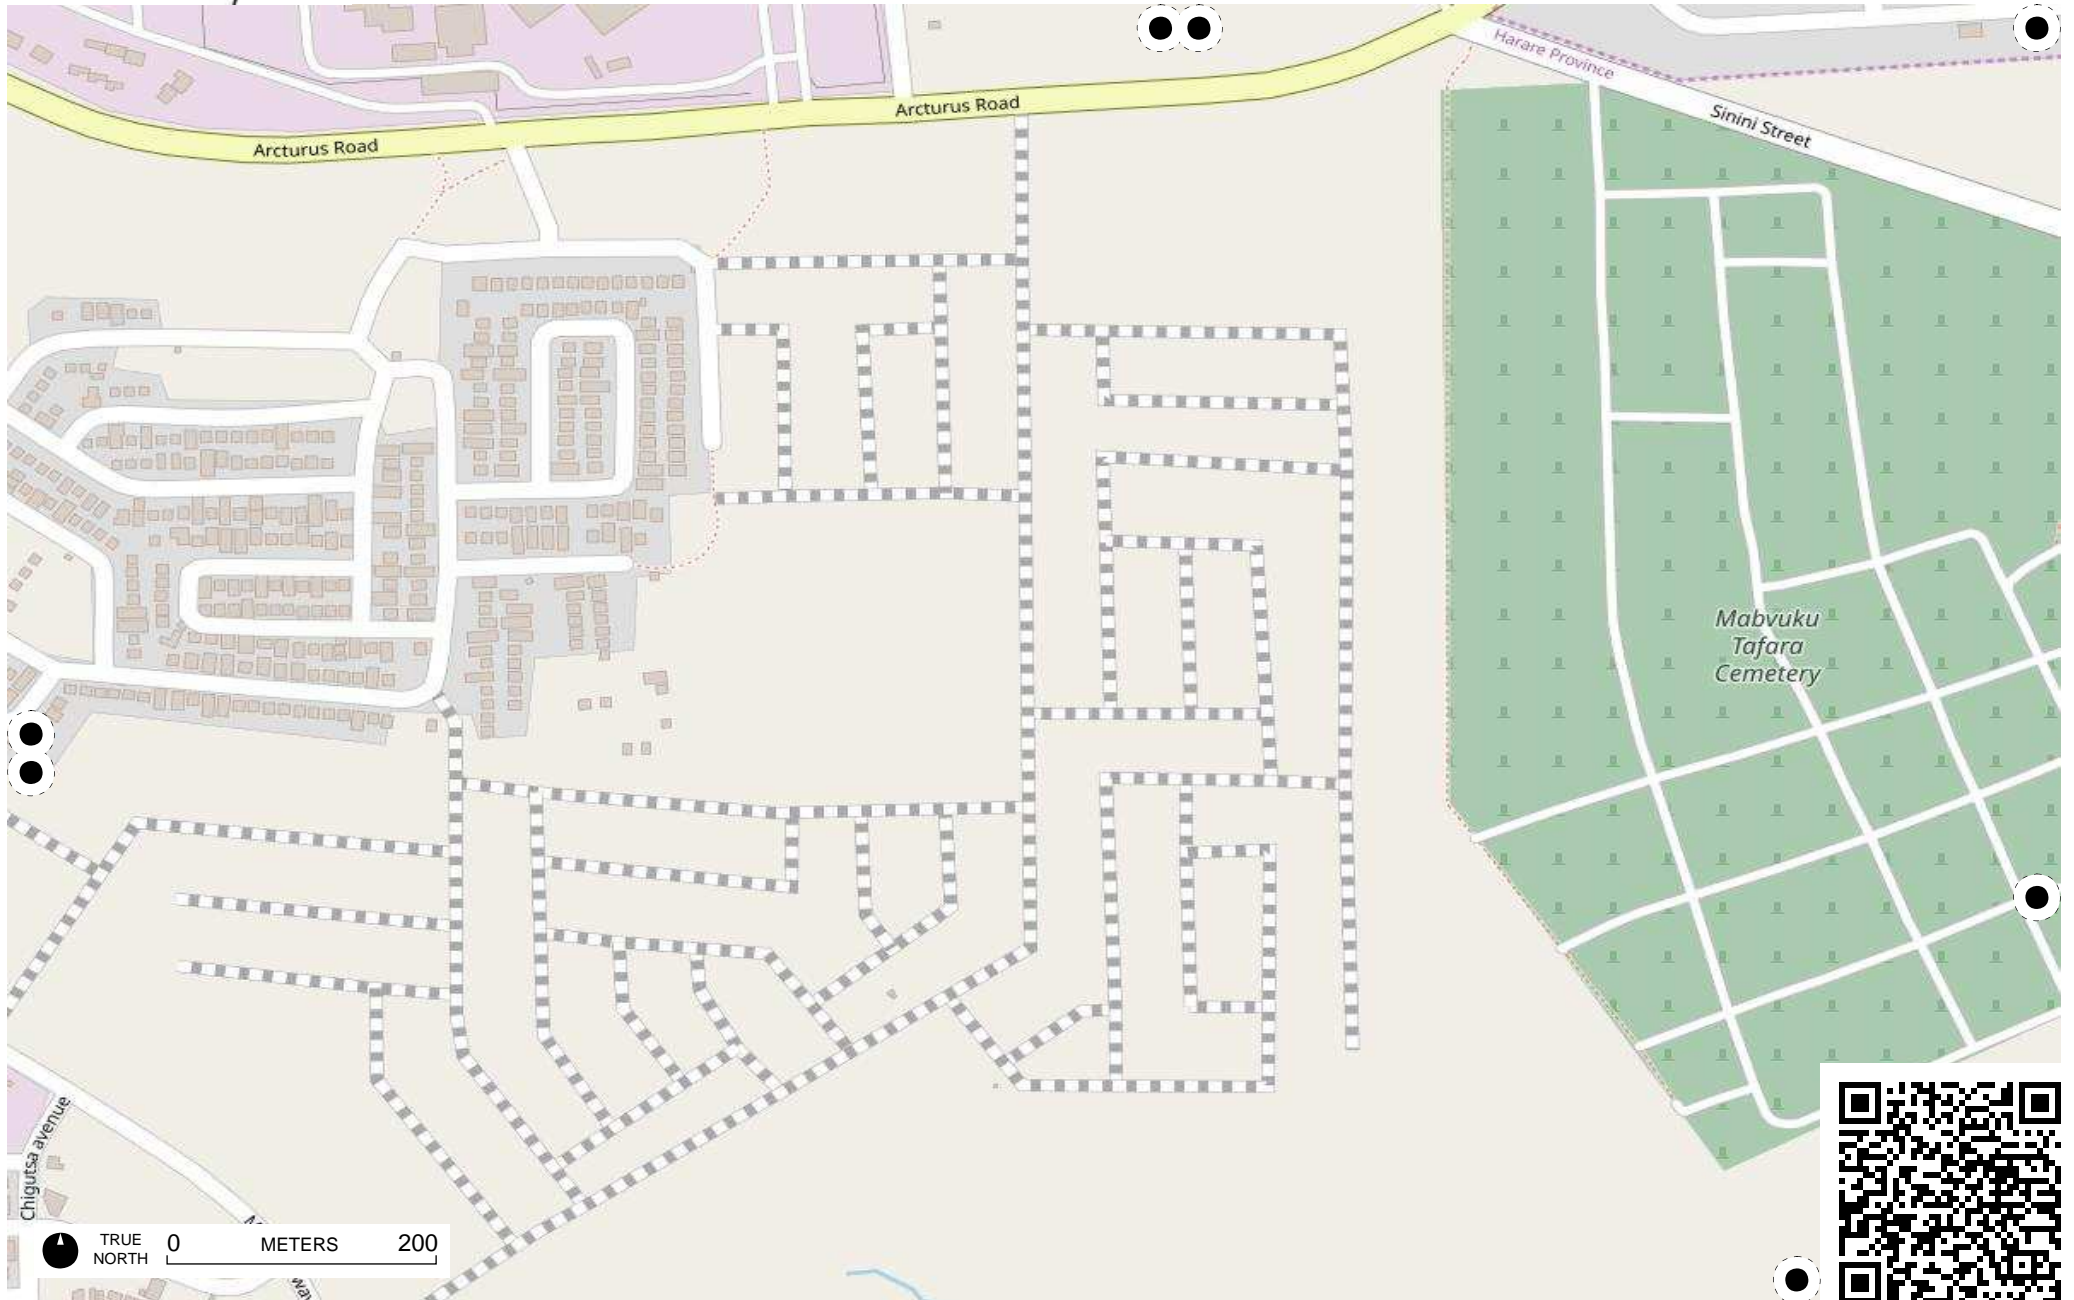 Harare Province
Arcturus Road
Sinini Street
Arcturus Road
Mabvuku
Tafara
Cemetery
Chigutsa avenue
TRUE
NORTH
0 METERS 200